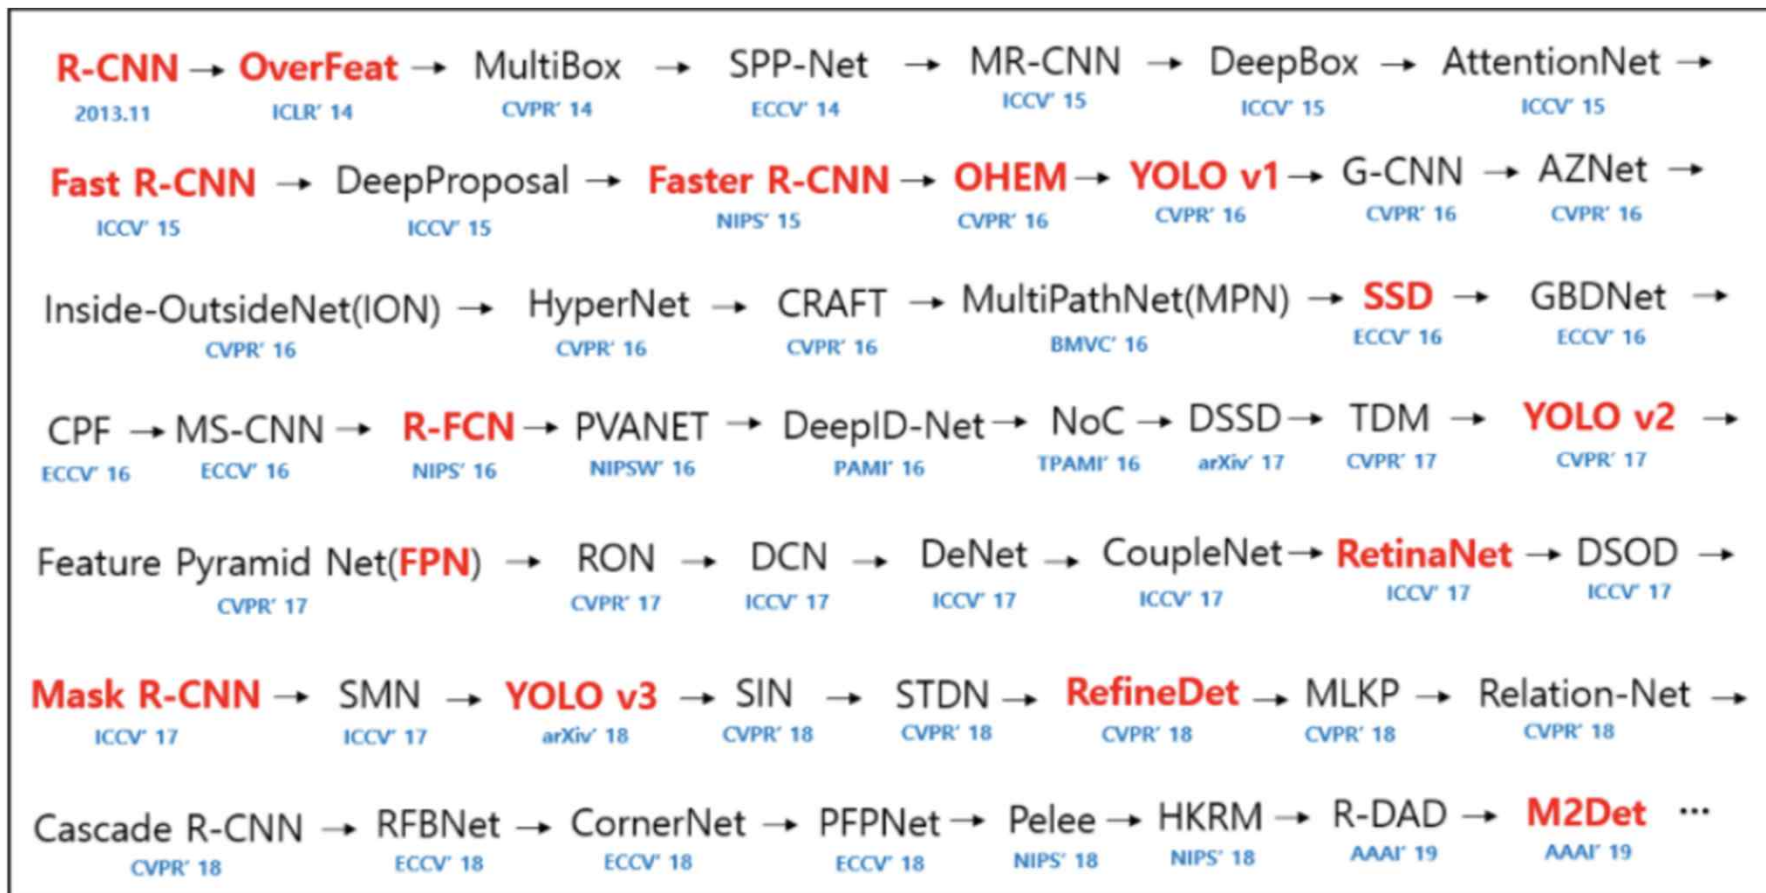 R-CNN → OverFeat → MultiBox → SPP-Net → MR-CNN → DeepBox → AttentionNet →
2013.11 ICLR' 14 CVPR' 14 ECCV' 14 ICCV' 15 ICCV' 15 ICCV' 15
Fast R-CNN → DeepProposal → Faster R-CNN → OHEM → YOLO v1 → G-CNN → AZNet →
ICCV' 15 ICCV' 15 NIPS' 15 CVPR' 16 CVPR' 16 CVPR' 16 CVPR' 16
Inside-OutsideNet(ION) → HyperNet → CRAFT → MultiPathNet(MPN) → SSD → GBDNet →
CVPR' 16 CVPR' 16 CVPR' 16 BMVC' 16 ECCV' 16 ECCV' 16
CPF → MS-CNN → R-FCN → PVANET → DeepID-Net → NoC → DSSD → TDM → YOLO v2 →
ECCV' 16 ECCV' 16 NIPS' 16 NIPSW' 16 PAMI' 16 TPAMI' 16 arXiv' 17 CVPR' 17 CVPR' 17
Feature Pyramid Net(FPN) → RON → DCN → DeNet → CoupleNet → RetinaNet → DSOD →
CVPR' 17 CVPR' 17 ICCV' 17 ICCV' 17 ICCV' 17 ICCV' 17 ICCV' 17
Mask R-CNN → SMN → YOLO v3 → SIN → STDN → RefineDet → MLKP → Relation-Net →
ICCV' 17 ICCV' 17 arXiv' 18 CVPR' 18 CVPR' 18 CVPR' 18 CVPR' 18 CVPR' 18
Cascade R-CNN → RFBNet → CornerNet → PFPNet → Pelee → HKRM → R-DAD → M2Det ···
CVPR' 18 ECCV' 18 ECCV' 18 ECCV' 18 NIPS' 18 NIPS' 18 AAAI' 19 AAAI' 19